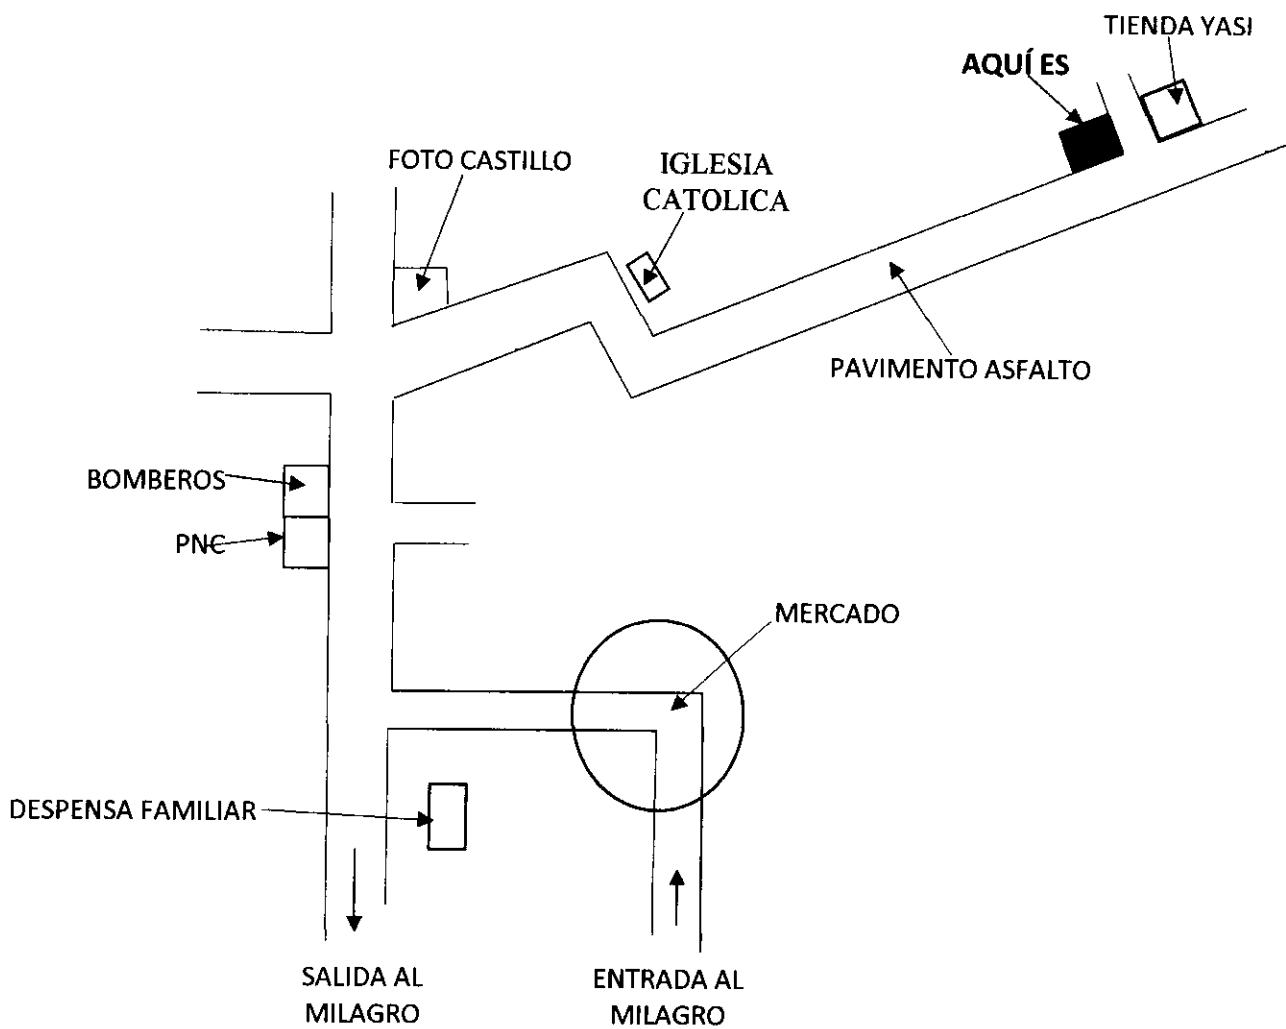 TIENDA YASI
AQUÍ ES
FOTO CASTILLO
IGLESIA
CATOLICA
PAVIMENTO ASFALTO
BOMBEROS
PNC
MERCADO
DESPENSA FAMILIAR
SALIDA AL
MILAGRO
ENTRADA AL
MILAGRO